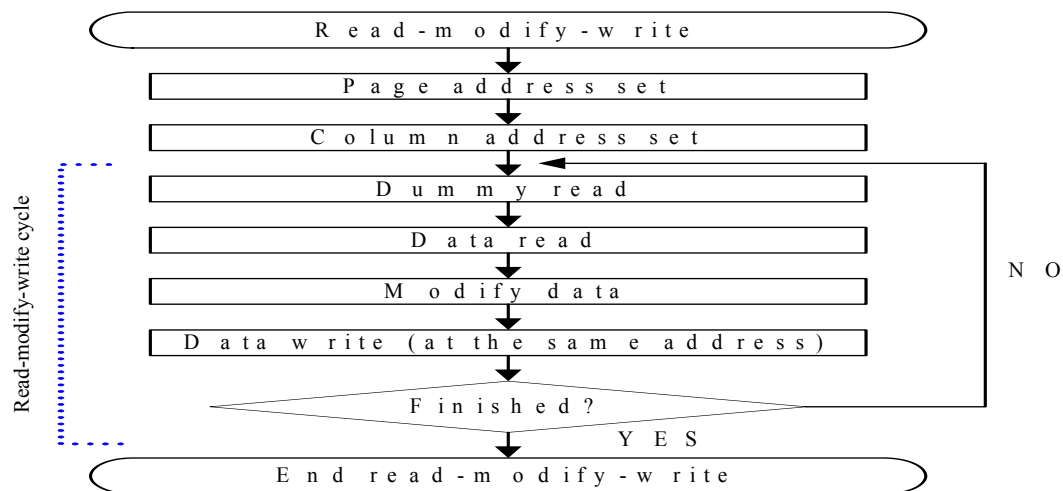 Read-modify-write
Page address set
Column address set
Dummy read
Data read
Modify data
Data write (at the same address)
Finished?
NO
YES
End read-modify-write
Read-modify-write cycle